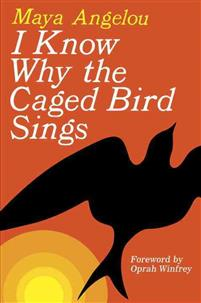 Maya Angelou
I Know
Why the
Caged Bird
Sings
Foreword by
Oprah Winfrey